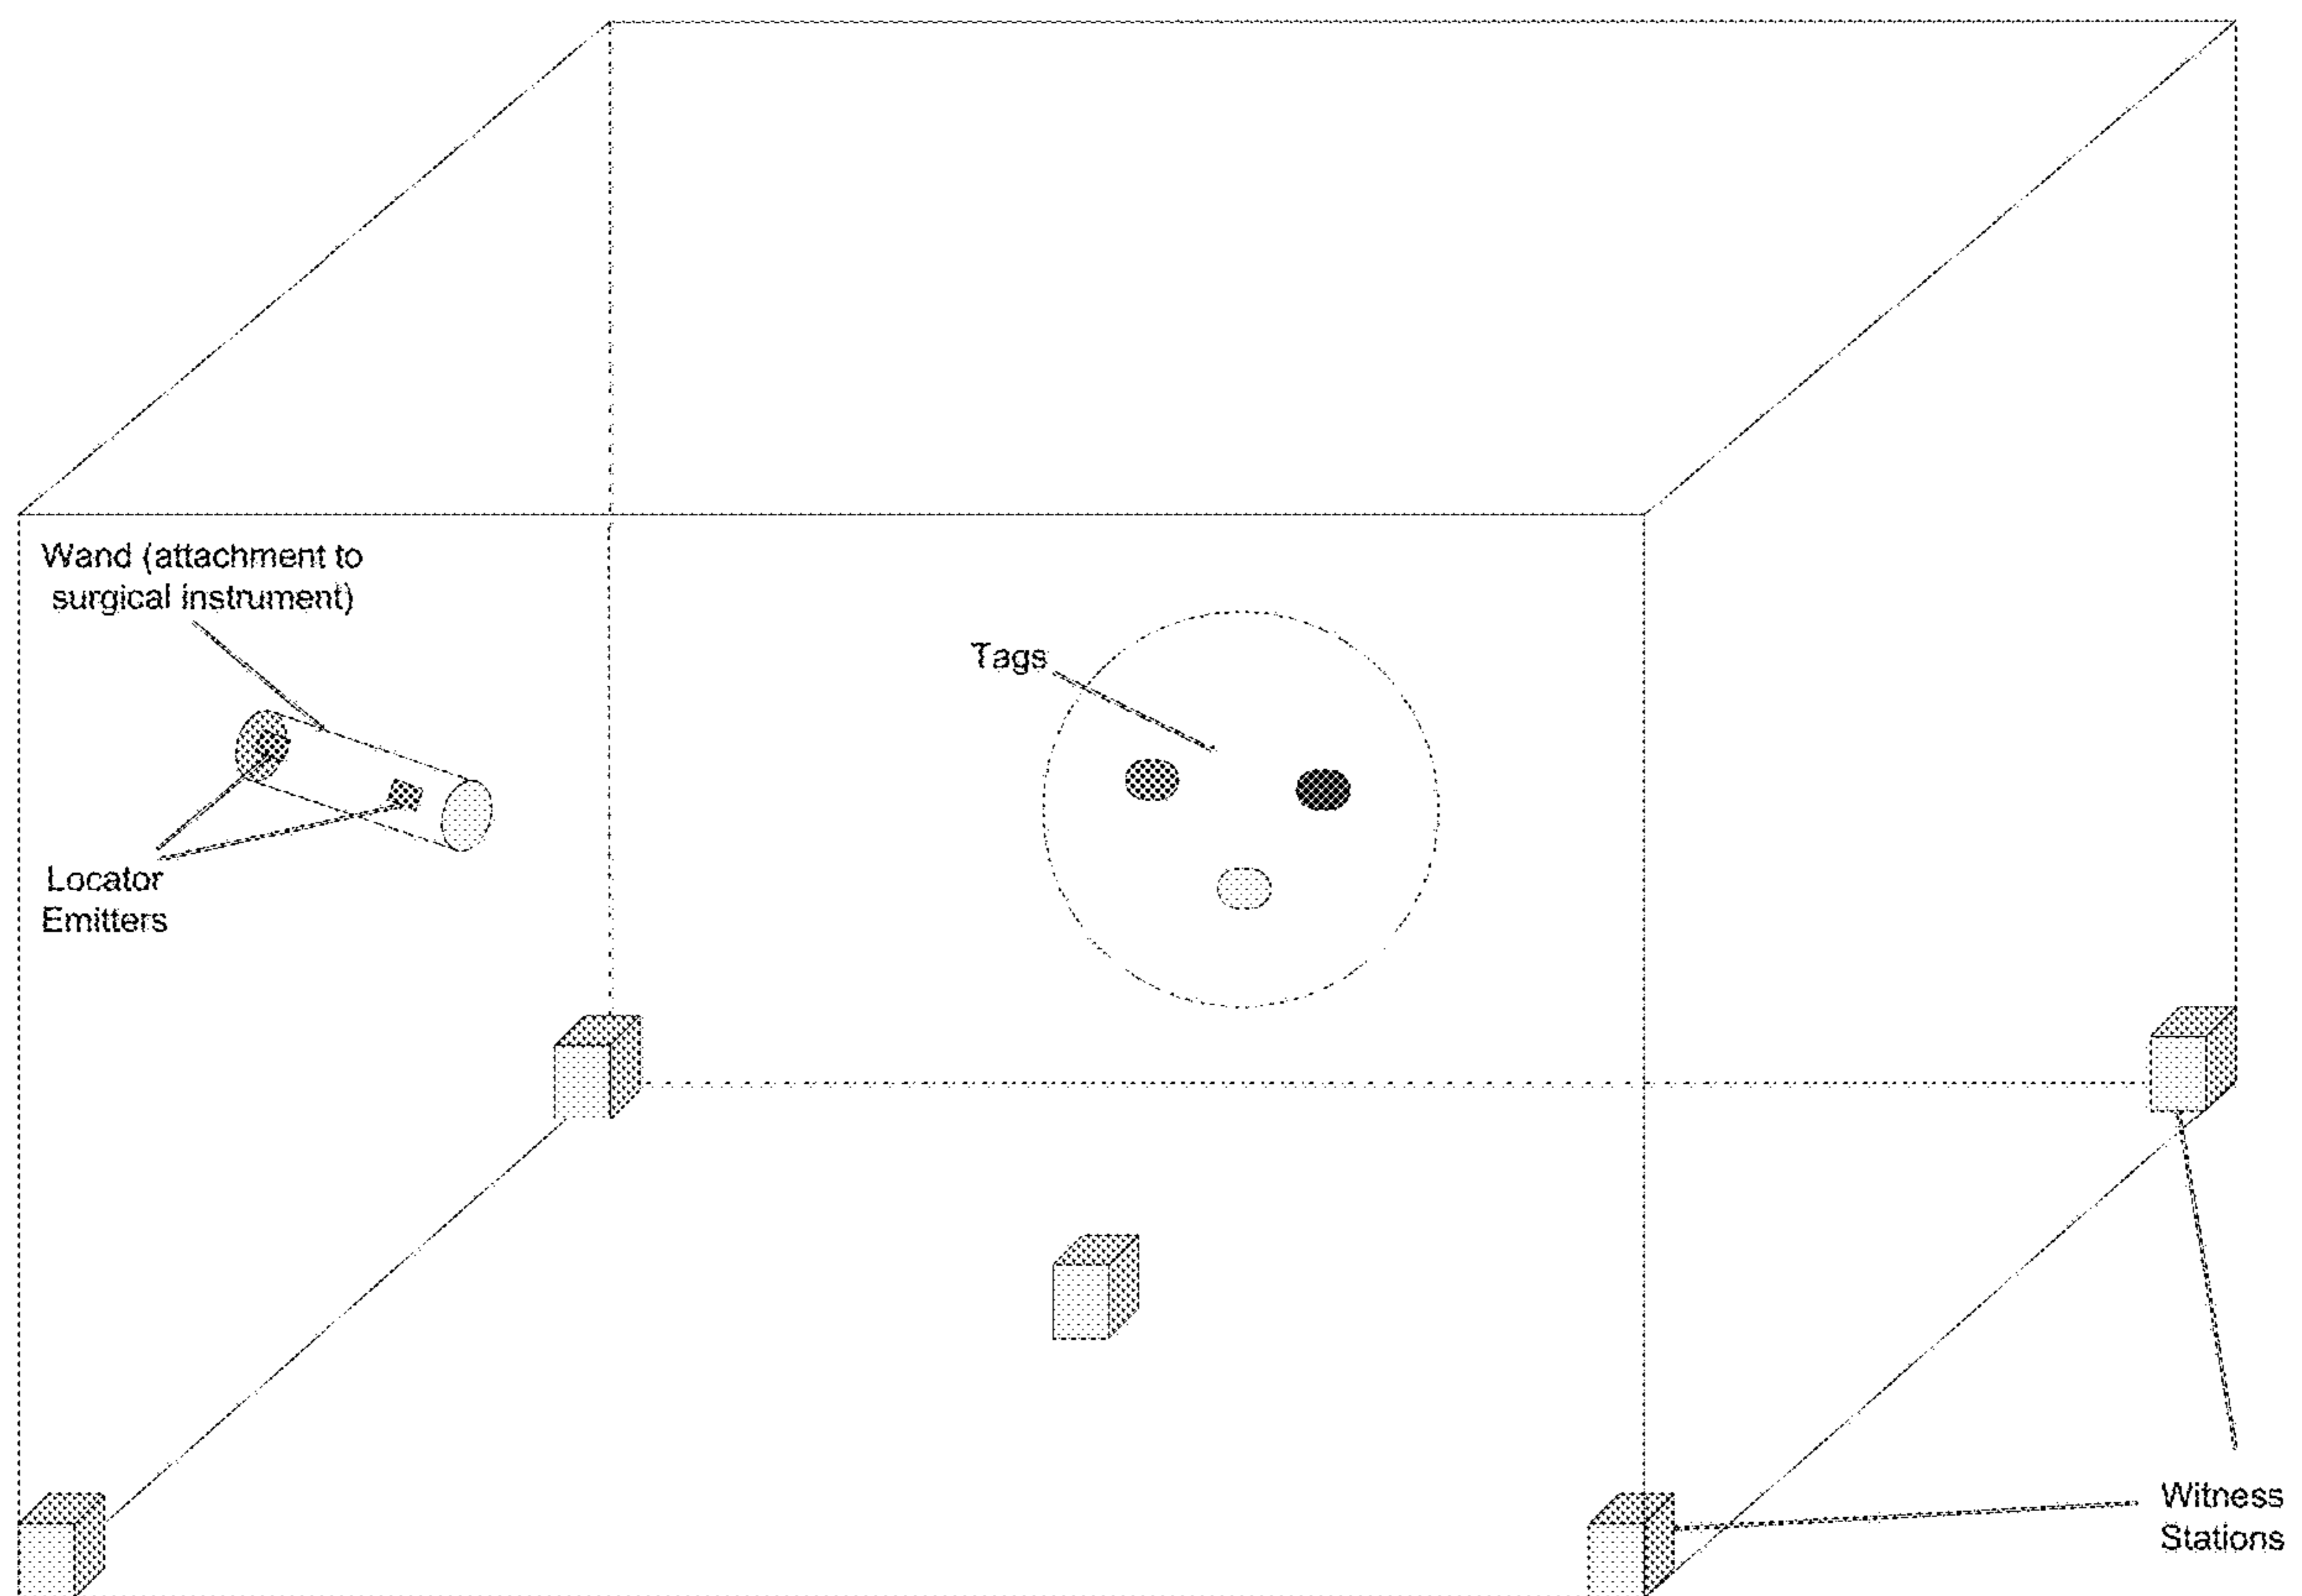 Wand (attachment to
surgical instrument)
Tags
Locator
Emitters
Witness
Stations